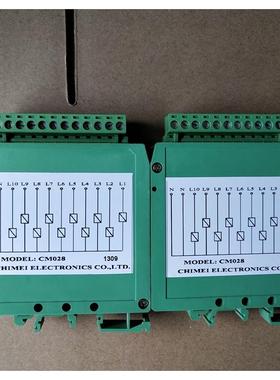 N L10 L9 L8 L7 L6 L5 L4 L3 L2 L1
MODEL: CM028 1309
CHIMEI ELECTRONICS CO.,LTD.
N N L10 L9 L8 L7 L6 L5 L4 L3
MODEL: CM028
CHIMEI ELECTRONICS CO.,L